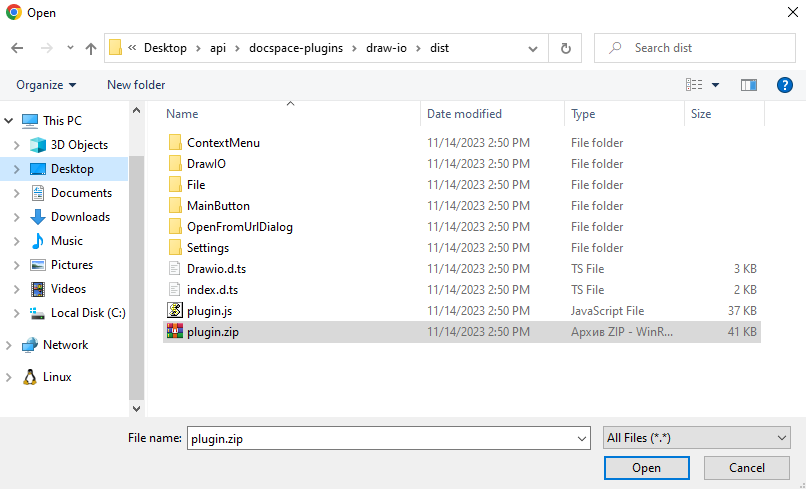 Open
« Desktop › api › docspace-plugins › draw-io › dist
Search dist
Organize
New folder
?
This PC
3D Objects
Desktop
Documents
Downloads
Music
Pictures
Videos
Local Disk (C:)
Network
Linux
Name Date modified Type Size
ContextMenu 11/14/2023 2:50 PM File folder
DrawIO 11/14/2023 2:50 PM File folder
File 11/14/2023 2:50 PM File folder
MainButton 11/14/2023 2:50 PM File folder
OpenFromUrlDialog 11/14/2023 2:50 PM File folder
Settings 11/14/2023 2:50 PM File folder
Drawio.d.ts 11/14/2023 2:50 PM TS File 3 KB
index.d.ts 11/14/2023 2:50 PM TS File 2 KB
plugin.js 11/14/2023 2:50 PM JavaScript File 37 KB
plugin.zip 11/14/2023 2:50 PM Архив ZIP - WinR... 41 KB
File name: plugin.zip
All Files (*.*)
Open
Cancel